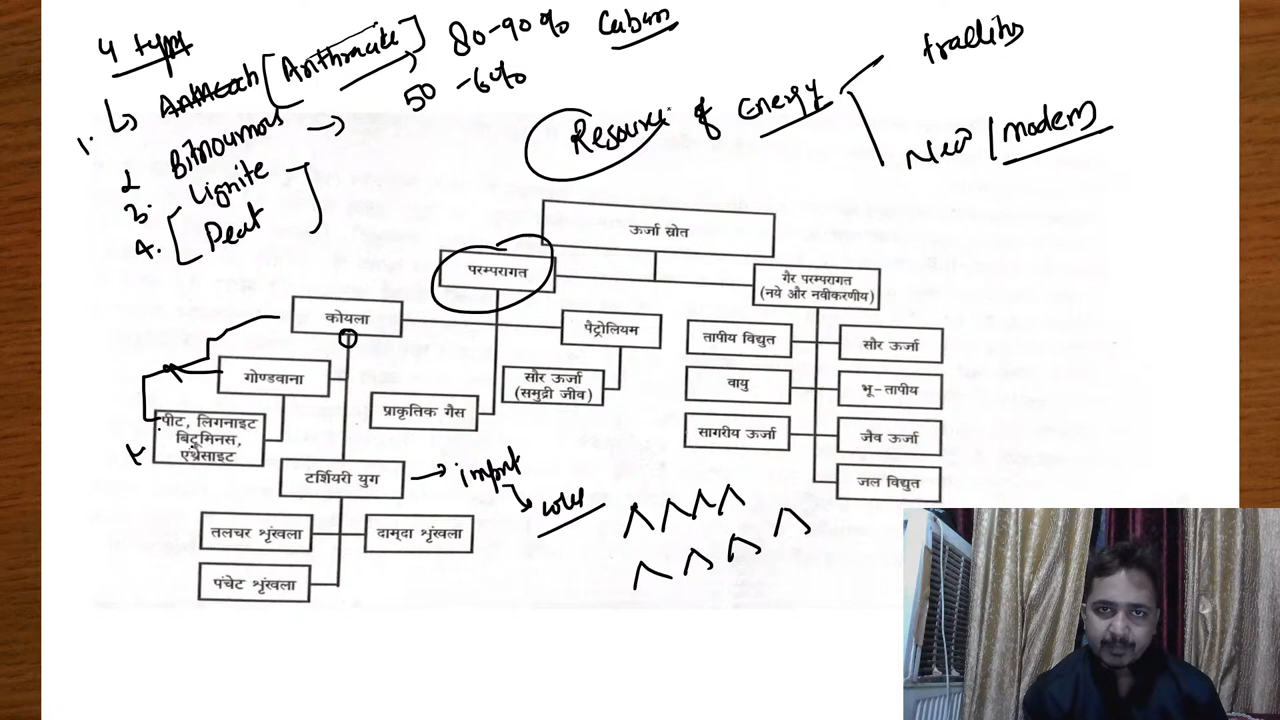 4 type
Anthracite 80-90% Carbon
1.
2 Bitnoumous → 50 -60%
3. Lignite
4. Peat
Resource of Energy
New / modern
ऊर्जा स्रोत
परम्परागत
गैर परम्परागत
(नये और नवीकरणीय)
कोयला
पैट्रोलियम
तापीय विद्युत
सौर ऊर्जा
गोण्डवाना
सौर ऊर्जा
(समुद्री जीव)
वायु
भू-तापीय
प्राकृतिक गैस
पीट, लिगनाइट
बिटूमिनस,
एंथ्रेसाइट
सागरीय ऊर्जा
जैव ऊर्जा
टर्शियरी युग → import
जल विद्युत
तलचर शृंखला
दामूदा शृंखला
पंचेट शृंखला